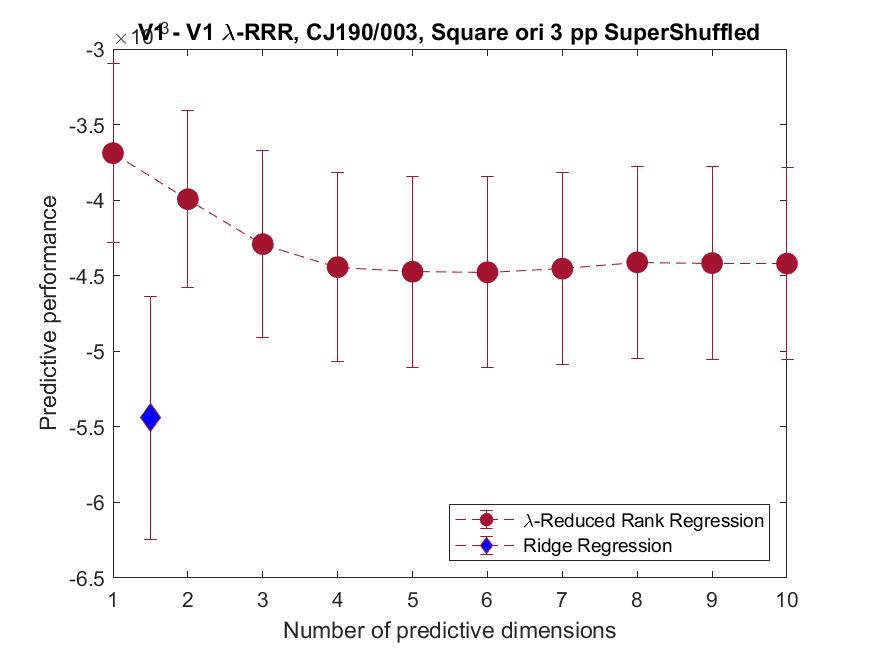 V1 - V1 λ-RRR, CJ190/003, Square ori 3 pp SuperShuffled
×10⁻³
-3
-3.5
-4
-4.5
-5
-5.5
-6
-6.5
Predictive performance
λ-Reduced Rank Regression
Ridge Regression
1 2 3 4 5 6 7 8 9 10
Number of predictive dimensions